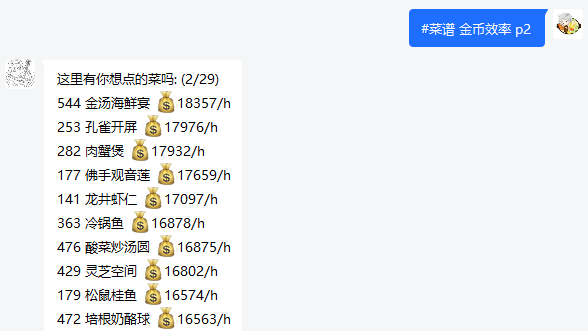 #菜谱 金币效率 p2
这里有你想点的菜吗: (2/29)
544 金汤海鲜宴 💰18357/h
253 孔雀开屏 💰17976/h
282 肉蟹煲 💰17932/h
177 佛手观音莲 💰17659/h
141 龙井虾仁 💰17097/h
363 冷锅鱼 💰16878/h
476 酸菜炒汤圆 💰16875/h
429 灵芝空间 💰16802/h
179 松鼠桂鱼 💰16574/h
472 培根奶酪球 💰16563/h